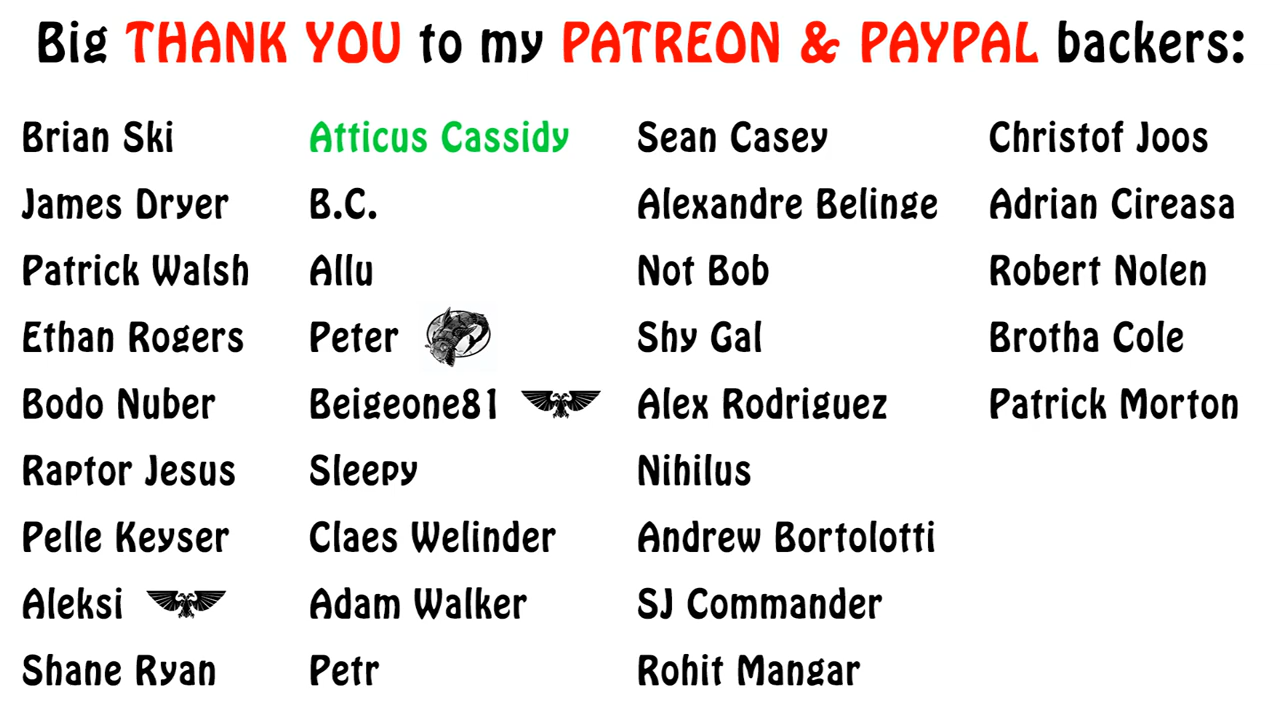 Big THANK YOU to my PATREON & PAYPAL backers:
Brian Ski
James Dryer
Patrick Walsh
Ethan Rogers
Bodo Nuber
Raptor Jesus
Pelle Keyser
Aleksi
Shane Ryan
Atticus Cassidy
B.C.
Allu
Peter
Beigeone81
Sleepy
Claes Welinder
Adam Walker
Petr
Sean Casey
Alexandre Belinge
Not Bob
Shy Gal
Alex Rodriguez
Nihilus
Andrew Bortolotti
SJ Commander
Rohit Mangar
Christof Joos
Adrian Cireasa
Robert Nolen
Brotha Cole
Patrick Morton